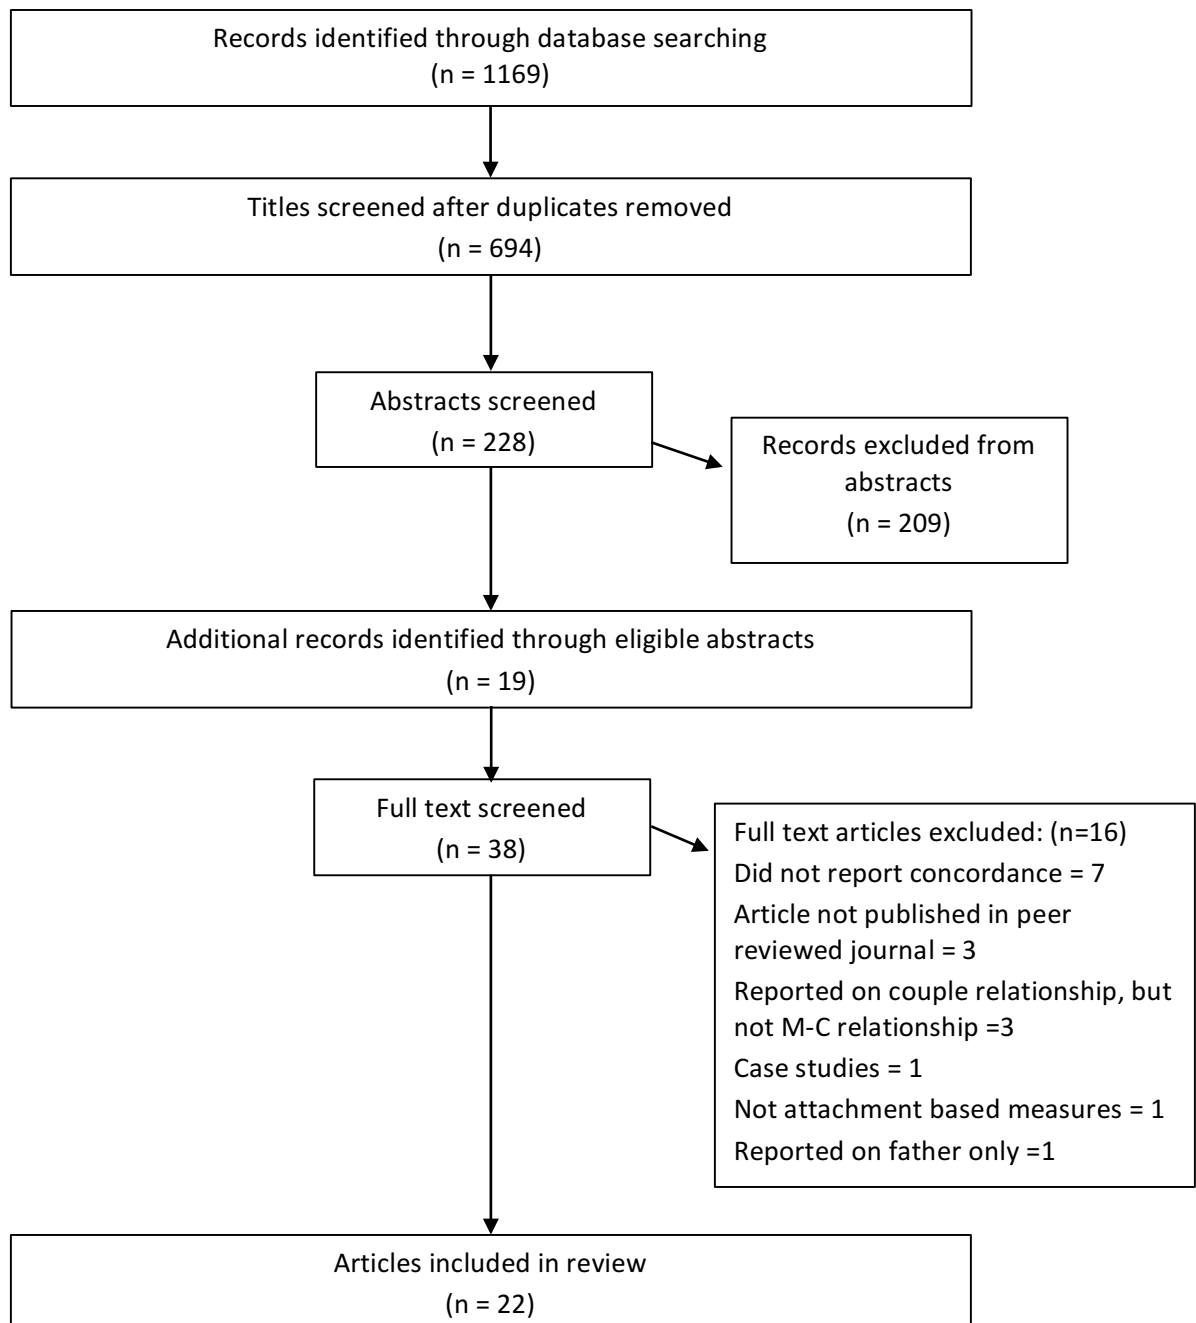 Records identified through database searching
(n = 1169)
Titles screened after duplicates removed
(n = 694)
Abstracts screened
(n = 228)
Records excluded from
abstracts
(n = 209)
Additional records identified through eligible abstracts
(n = 19)
Full text screened
(n = 38)
Full text articles excluded: (n=16)
Did not report concordance = 7
Article not published in peer
reviewed journal = 3
Reported on couple relationship, but
not M-C relationship =3
Case studies = 1
Not attachment based measures = 1
Reported on father only =1
Articles included in review
(n = 22)